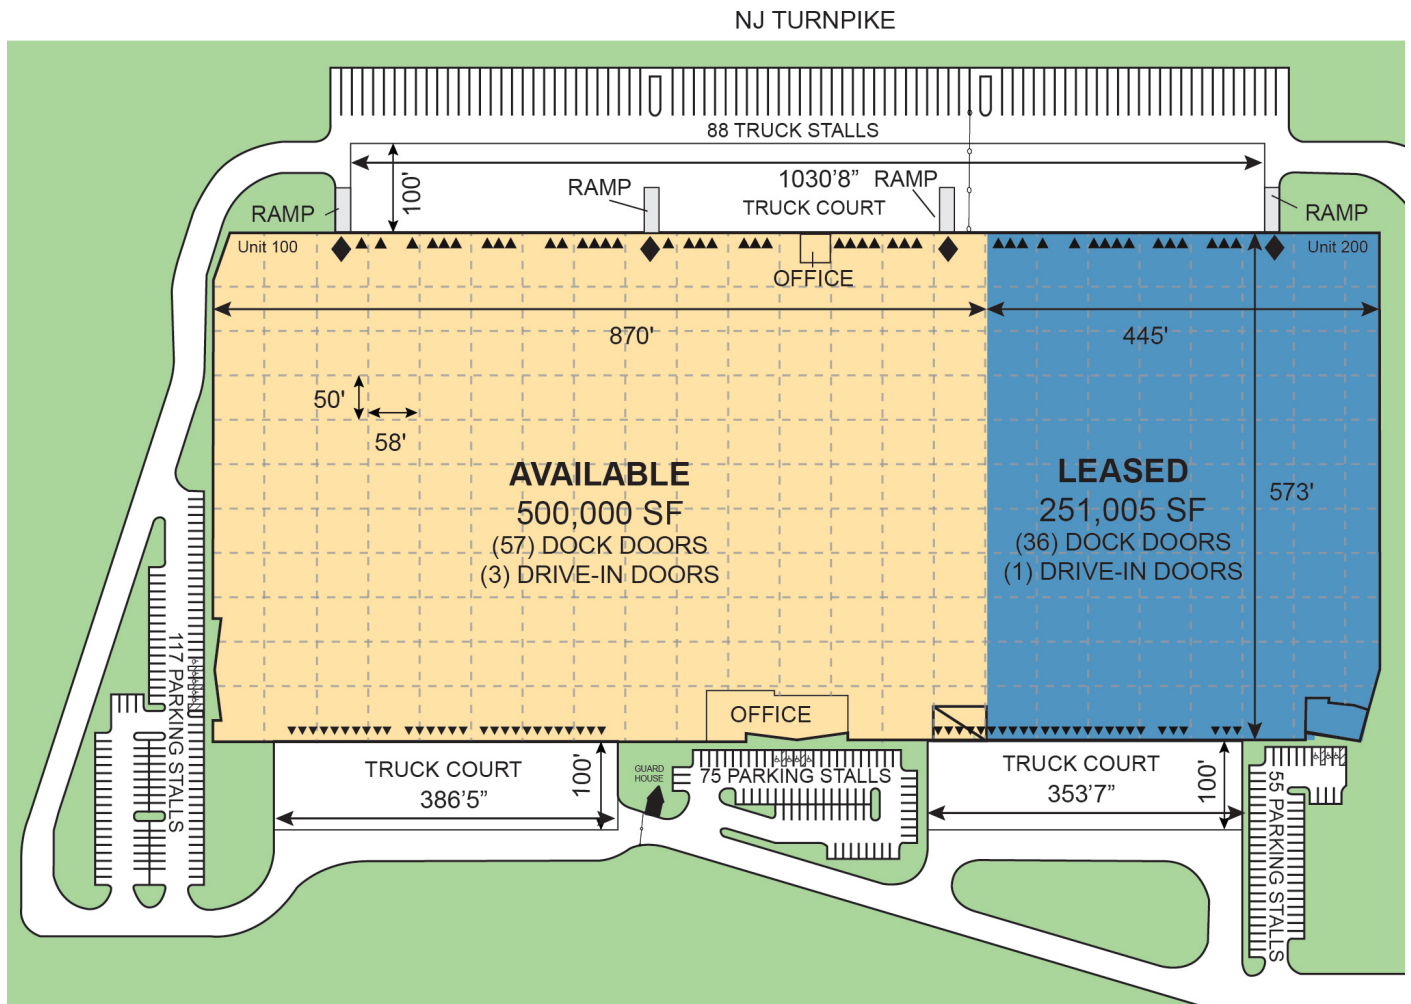 NJ TURNPIKE
88 TRUCK STALLS
1030’8”
TRUCK COURT
100'
RAMP
RAMP
RAMP
RAMP
Unit 100
Unit 200
OFFICE
870'
445'
50'
58'
573'
AVAILABLE
500,000 SF
(57) DOCK DOORS
(3) DRIVE-IN DOORS
LEASED
251,005 SF
(36) DOCK DOORS
(1) DRIVE-IN DOORS
117 PARKING STALLS
OFFICE
TRUCK COURT
386’5”
100'
GUARD
HOUSE
75 PARKING STALLS
TRUCK COURT
353’7”
100'
55 PARKING STALLS